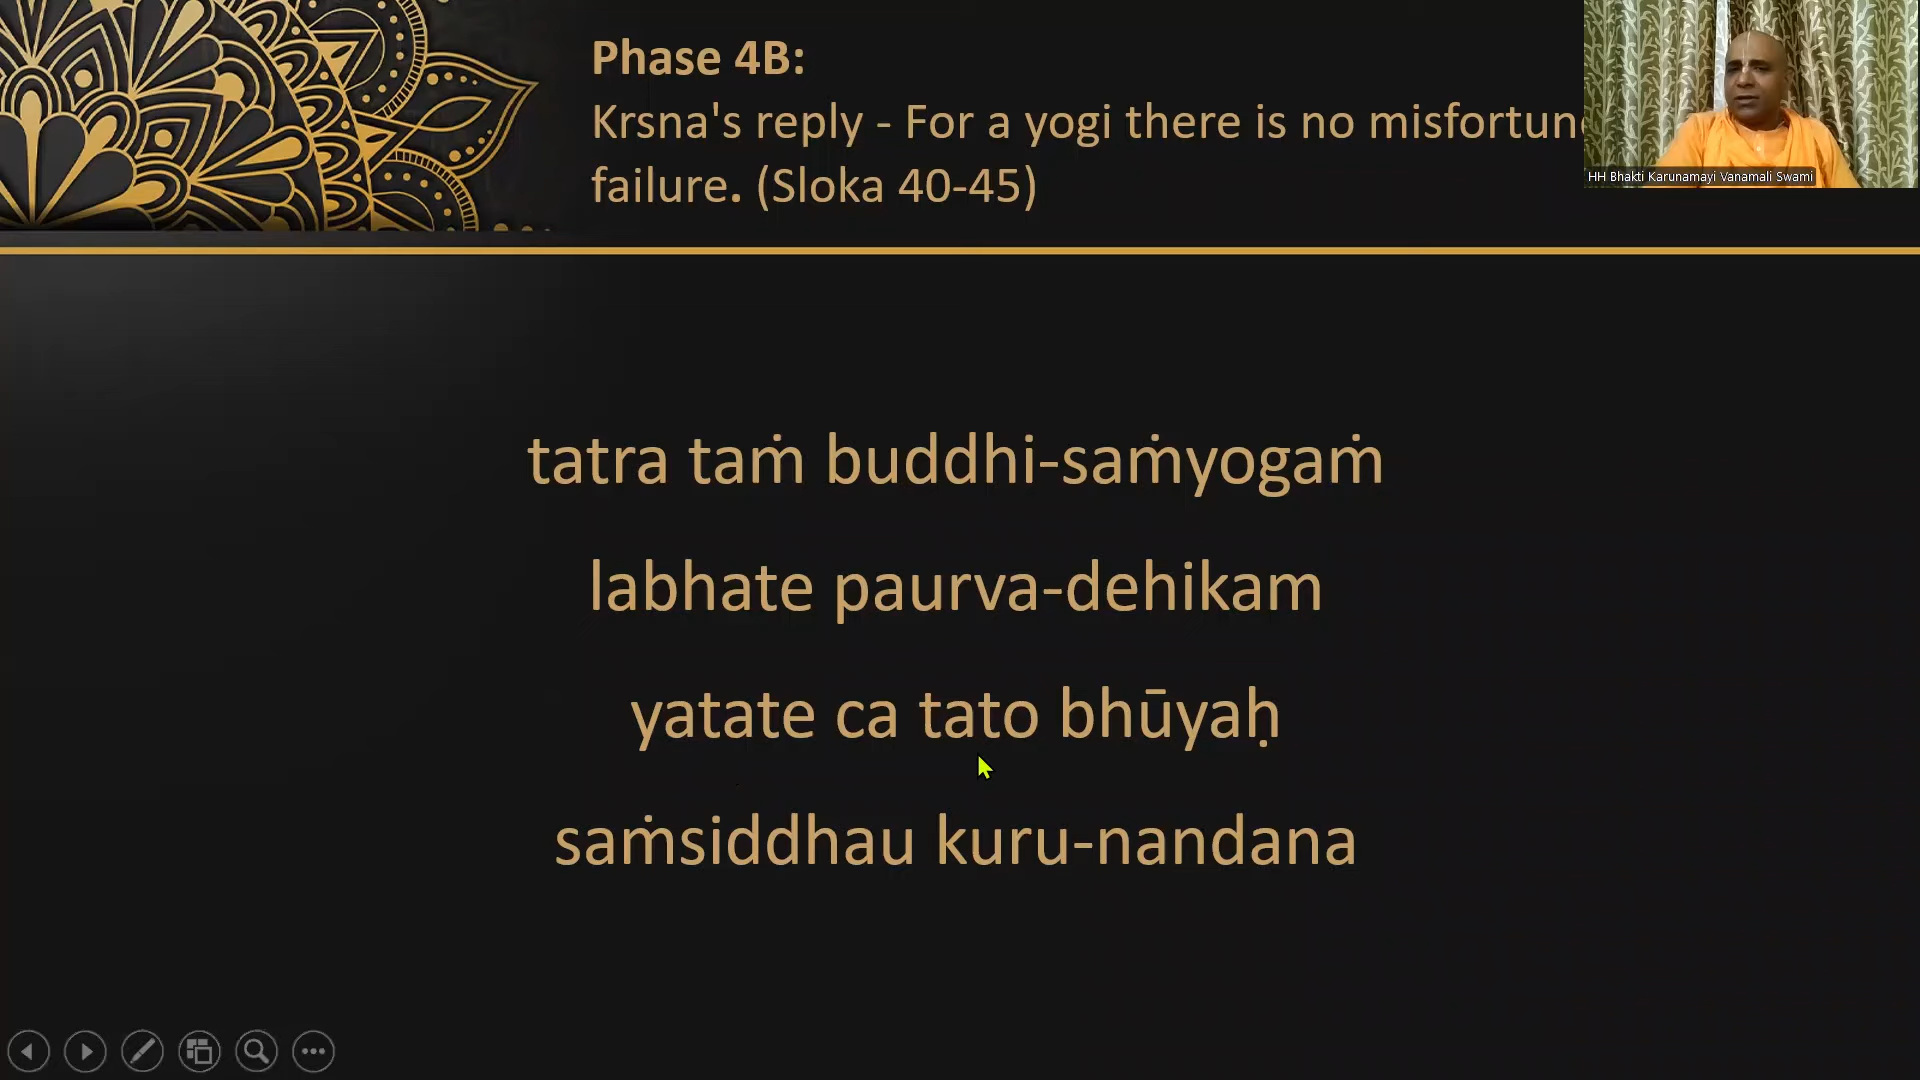 Phase 4B:
Krsna's reply - For a yogi there is no misfortun
failure. (Sloka 40-45)
HH Bhakti Karunamayi Vanamali Swami
tatra taṁ buddhi-saṁyogaṁ
labhate paurva-dehikam
yatate ca tato bhūyaḥ
saṁsiddhau kuru-nandana